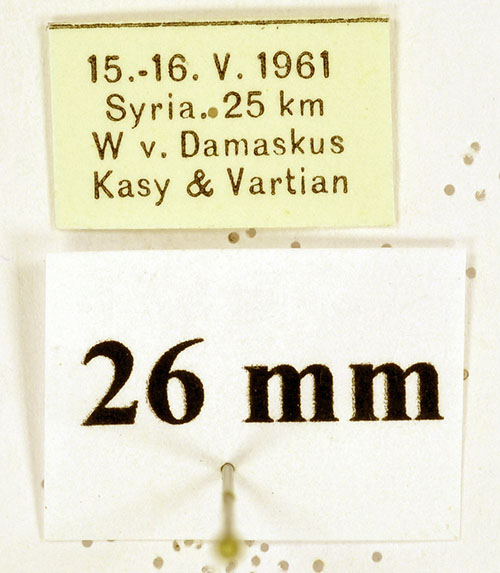 15.-16. V. 1961
Syria. 25 km
W v. Damaskus
Kasy & Vartian
26 mm